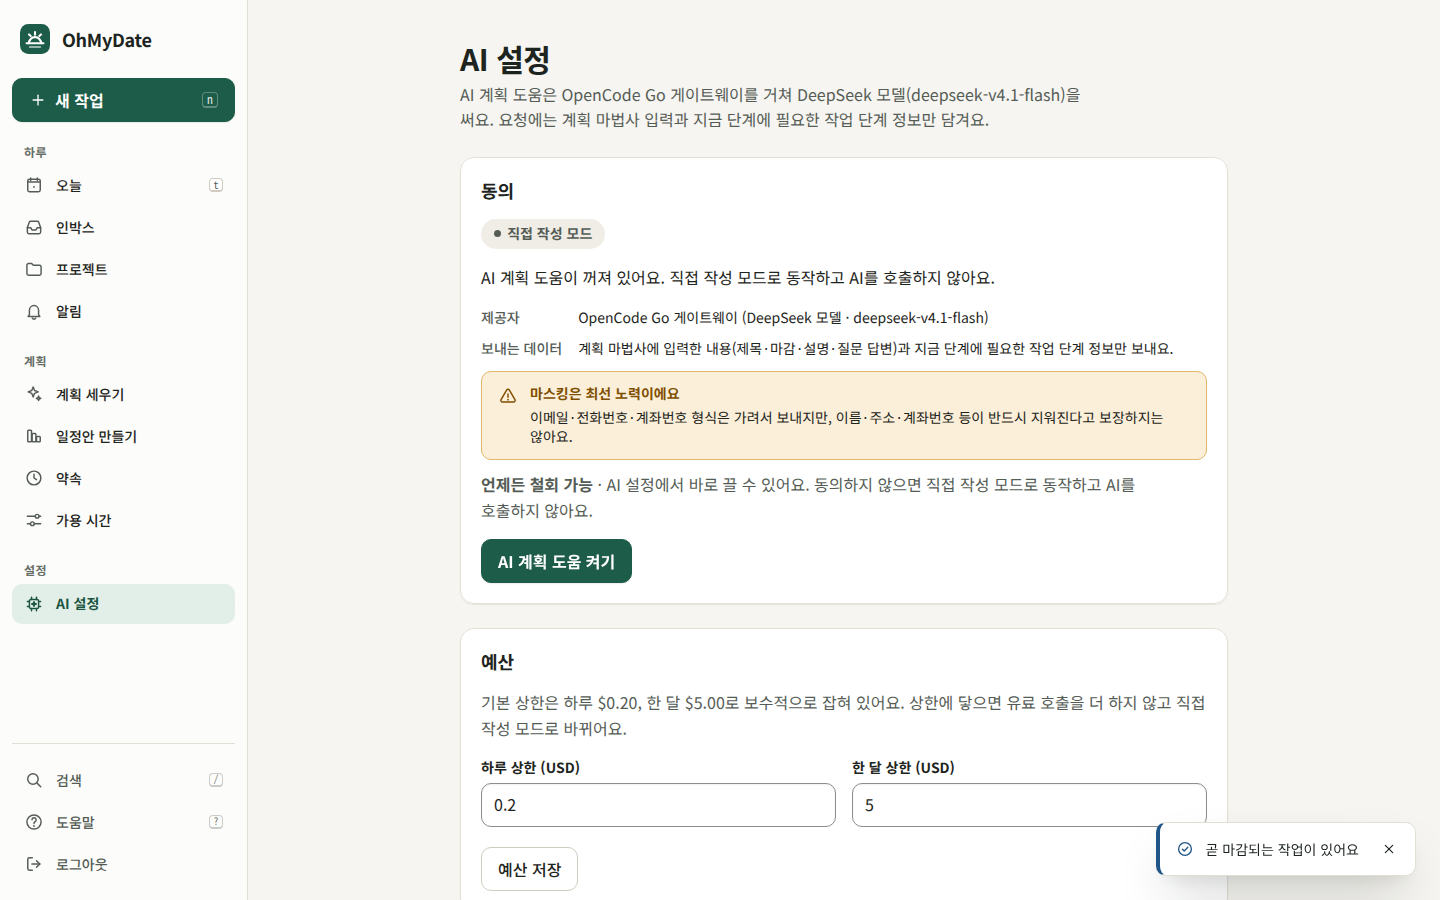 OhMyDate
새 작업
n
하루
오늘
t
인박스
프로젝트
알림
계획
계획 세우기
일정안 만들기
약속
가용 시간
설정
AI 설정
검색
/
도움말
?
로그아웃
AI 설정
AI 계획 도움은 OpenCode Go 게이트웨이를 거쳐 DeepSeek 모델(deepseek-v4.1-flash)을
써요. 요청에는 계획 마법사 입력과 지금 단계에 필요한 작업 단계 정보만 담겨요.
동의
직접 작성 모드
AI 계획 도움이 꺼져 있어요. 직접 작성 모드로 동작하고 AI를 호출하지 않아요.
제공자
OpenCode Go 게이트웨이 (DeepSeek 모델 · deepseek-v4.1-flash)
보내는 데이터
계획 마법사에 입력한 내용(제목·마감·설명·질문 답변)과 지금 단계에 필요한 작업 단계 정보만 보내요.
마스킹은 최선 노력이에요
이메일·전화번호·계좌번호 형식은 가려서 보내지만, 이름·주소·계좌번호 등이 반드시 지워진다고 보장하지는
않아요.
언제든 철회 가능 · AI 설정에서 바로 끌 수 있어요. 동의하지 않으면 직접 작성 모드로 동작하고 AI를
호출하지 않아요.
AI 계획 도움 켜기
예산
기본 상한은 하루 $0.20, 한 달 $5.00로 보수적으로 잡혀 있어요. 상한에 닿으면 유료 호출을 더 하지 않고 직접
작성 모드로 바뀌어요.
하루 상한 (USD)
0.2
한 달 상한 (USD)
5
예산 저장
곧 마감되는 작업이 있어요